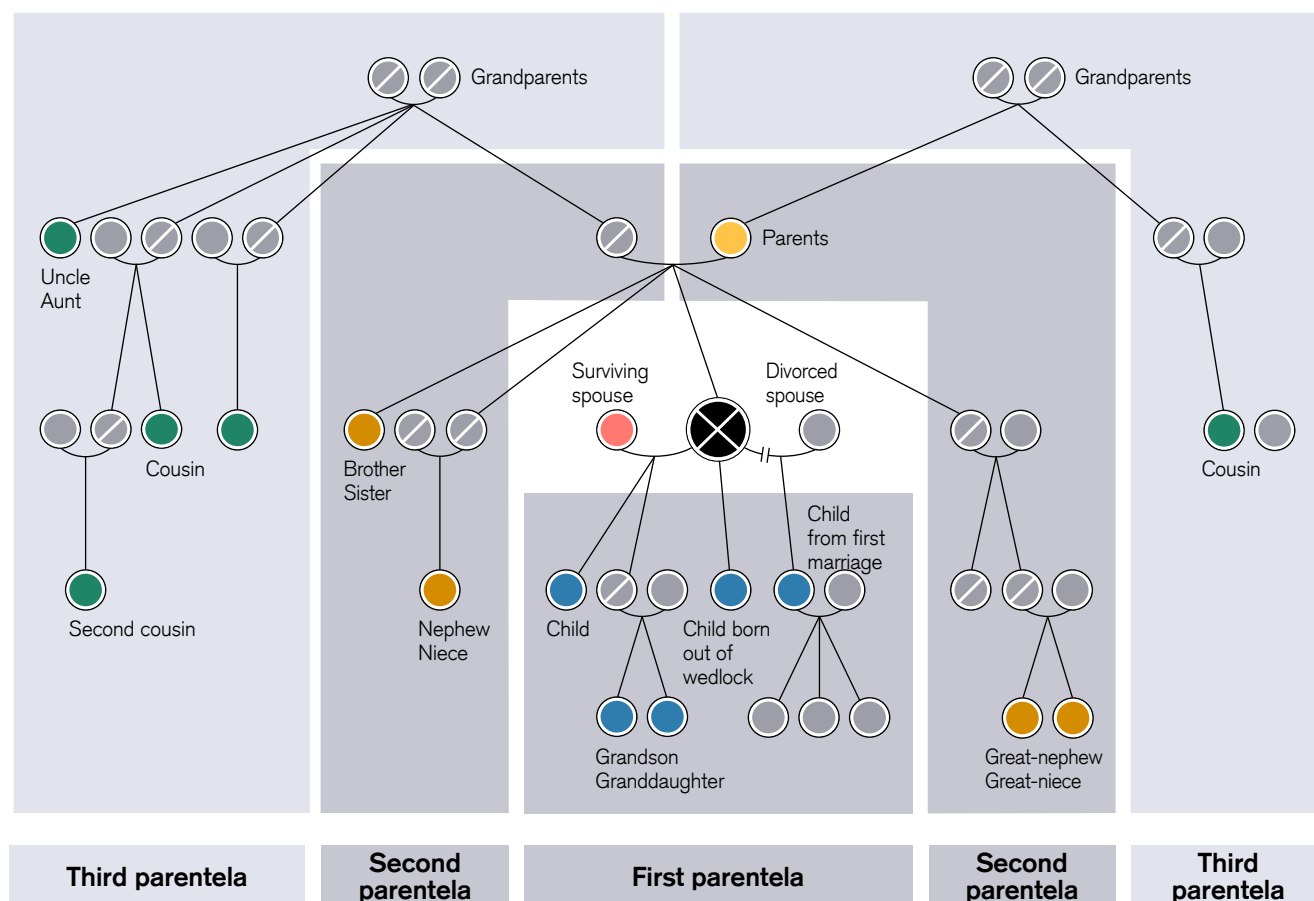 Grandparents
Grandparents
Uncle
Aunt
Parents
Surviving
spouse
Divorced
spouse
Cousin
Brother
Sister
Cousin
Child
from first
marriage
Second cousin
Nephew
Niece
Child
Child born
out of
wedlock
Grandson
Granddaughter
Great-nephew
Great-niece
Third parentela
Second
parentela
First parentela
Second
parentela
Third
parentela